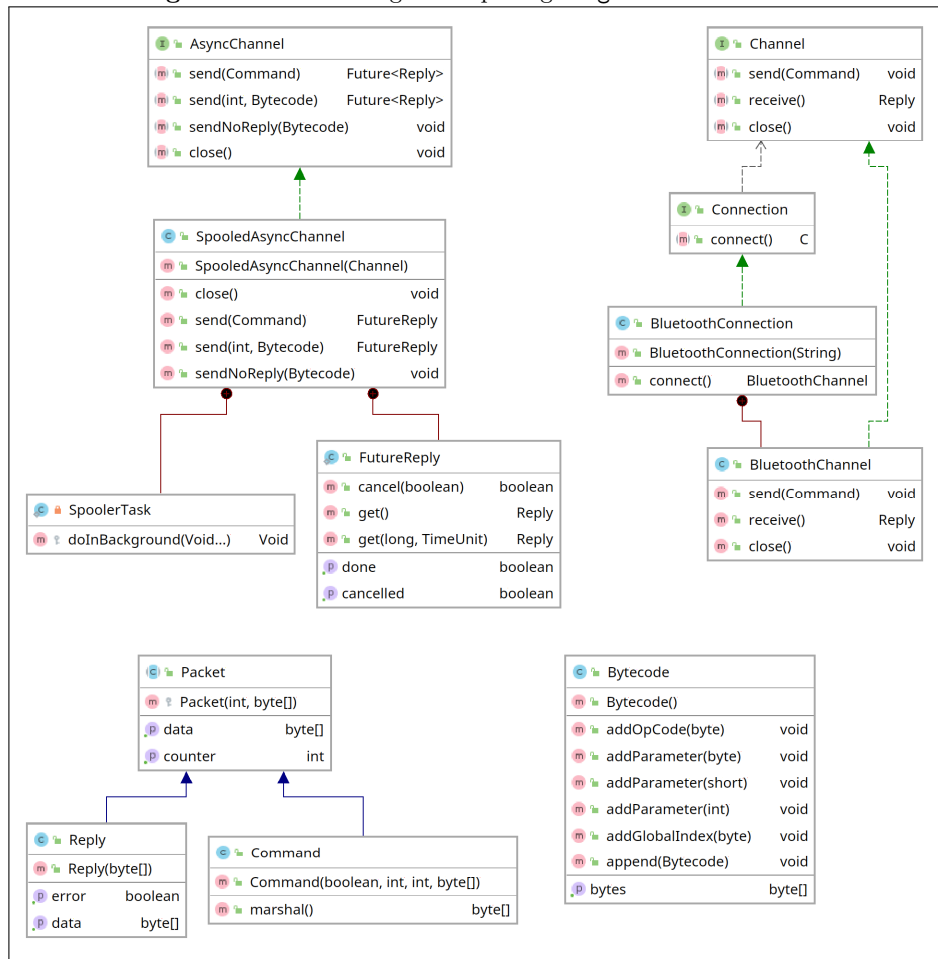 AsyncChannel
send(Command) Future<Reply>
send(int, Bytecode) Future<Reply>
sendNoReply(Bytecode) void
close() void
Channel
send(Command) void
receive() Reply
close() void
Connection
connect() C
SpooledAsyncChannel
SpooledAsyncChannel(Channel)
close() void
send(Command) FutureReply
send(int, Bytecode) FutureReply
sendNoReply(Bytecode) void
BluetoothConnection
BluetoothConnection(String)
connect() BluetoothChannel
FutureReply
cancel(boolean) boolean
get() Reply
get(long, TimeUnit) Reply
done boolean
cancelled boolean
BluetoothChannel
send(Command) void
receive() Reply
close() void
SpoolerTask
doInBackground(Void...) Void
Packet
Packet(int, byte[])
data byte[]
counter int
Bytecode
Bytecode()
addOpCode(byte) void
addParameter(byte) void
addParameter(short) void
addParameter(int) void
addGlobalIndex(byte) void
append(Bytecode) void
bytes byte[]
Reply
Reply(byte[])
error boolean
data byte[]
Command
Command(boolean, int, int, byte[])
marshal() byte[]